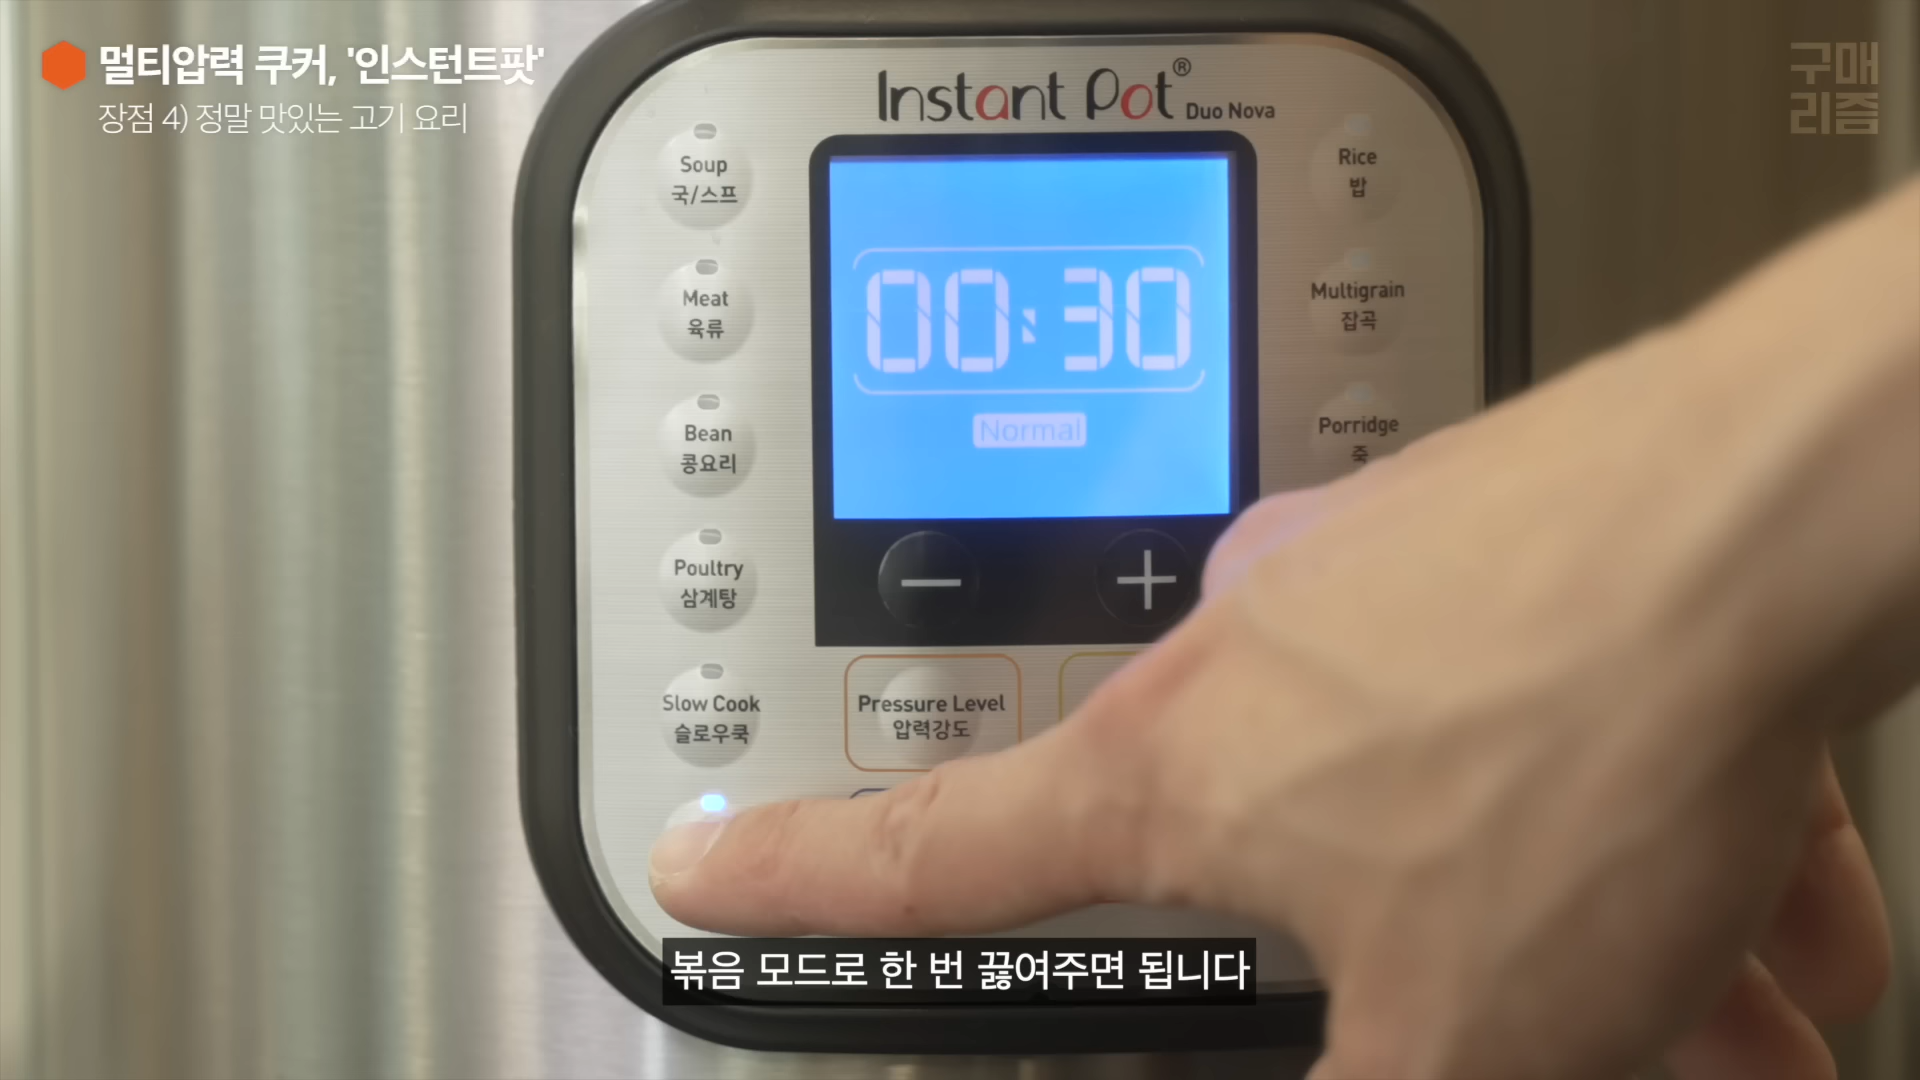 멀티압력 쿠커, '인스턴트팟'
장점 4) 정말 맛있는 고기 요리
구매
리즘
Instant Pot® Duo Nova
Soup
국/스프
Meat
육류
Bean
콩요리
Poultry
삼계탕
Slow Cook
슬로우쿡
00:30
Normal
− +
Pressure Level
압력강도
Rice
밥
Multigrain
잡곡
Porridge
죽
볶음 모드로 한 번 끓여주면 됩니다